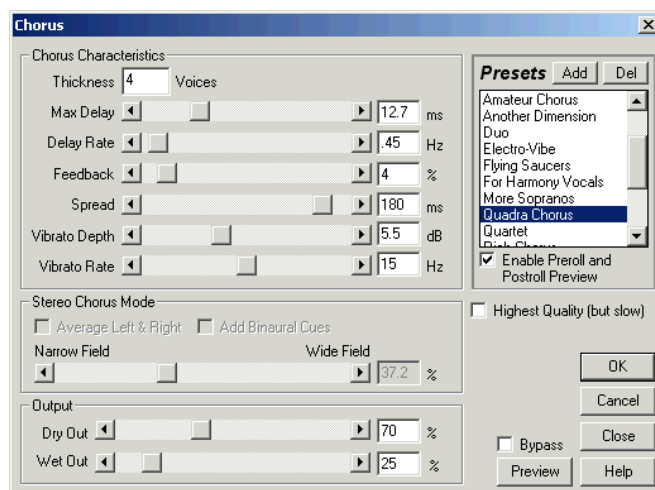 Chorus
Chorus Characteristics
Thickness 4 Voices
Max Delay 12.7 ms
Delay Rate .45 Hz
Feedback 4 %
Spread 180 ms
Vibrato Depth 5.5 dB
Vibrato Rate 15 Hz
Stereo Chorus Mode
Average Left & Right Add Binaural Cues
Narrow Field Wide Field
37.2 %
Output
Dry Out 70 %
Wet Out 25 %
Presets Add Del
Amateur Chorus
Another Dimension
Duo
Electro-Vibe
Flying Saucers
For Harmony Vocals
More Sopranos
Quadra Chorus
Quartet
Enable Preroll and
Postroll Preview
Highest Quality (but slow)
OK
Cancel
Bypass Close
Preview Help